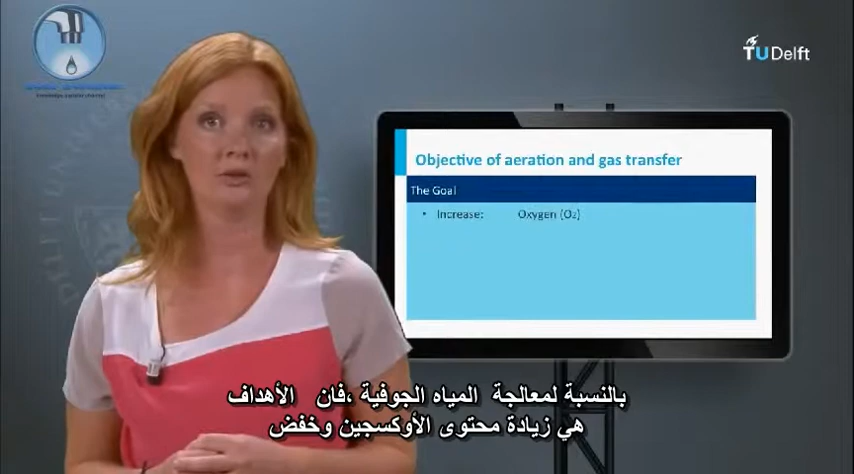 TU Delft
Objective of aeration and gas transfer
The Goal
• Increase: Oxygen (O₂)
بالنسبة لمعالجة المياه الجوفية ،فان الأهداف
هي زيادة محتوى الأوكسجين وخفض